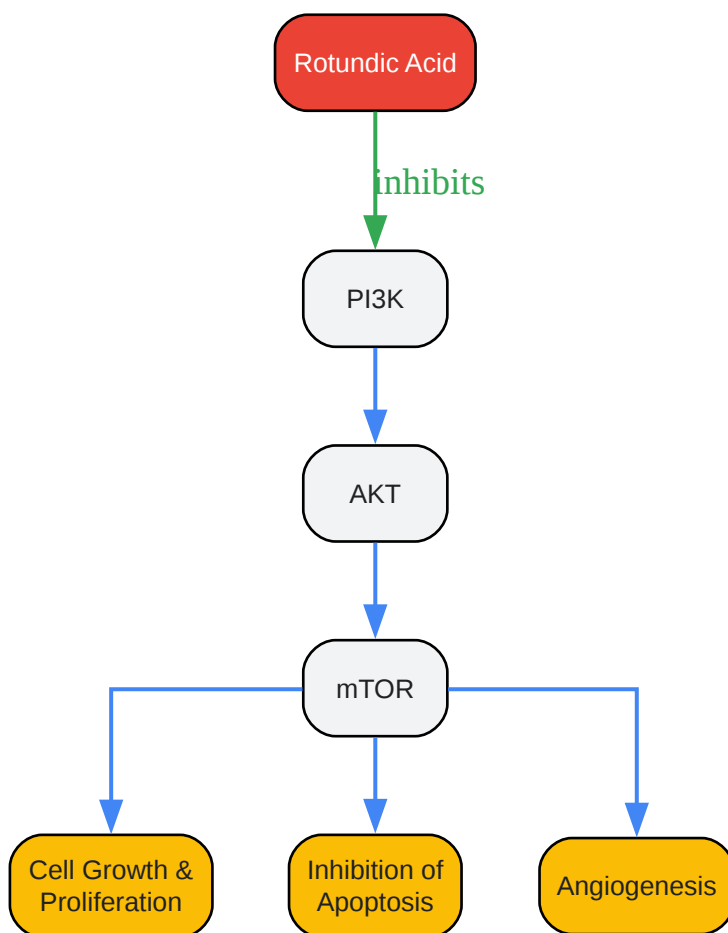 Rotundic Acid
inhibits
PI3K
AKT
mTOR
Cell Growth &
Proliferation
Inhibition of
Apoptosis
Angiogenesis